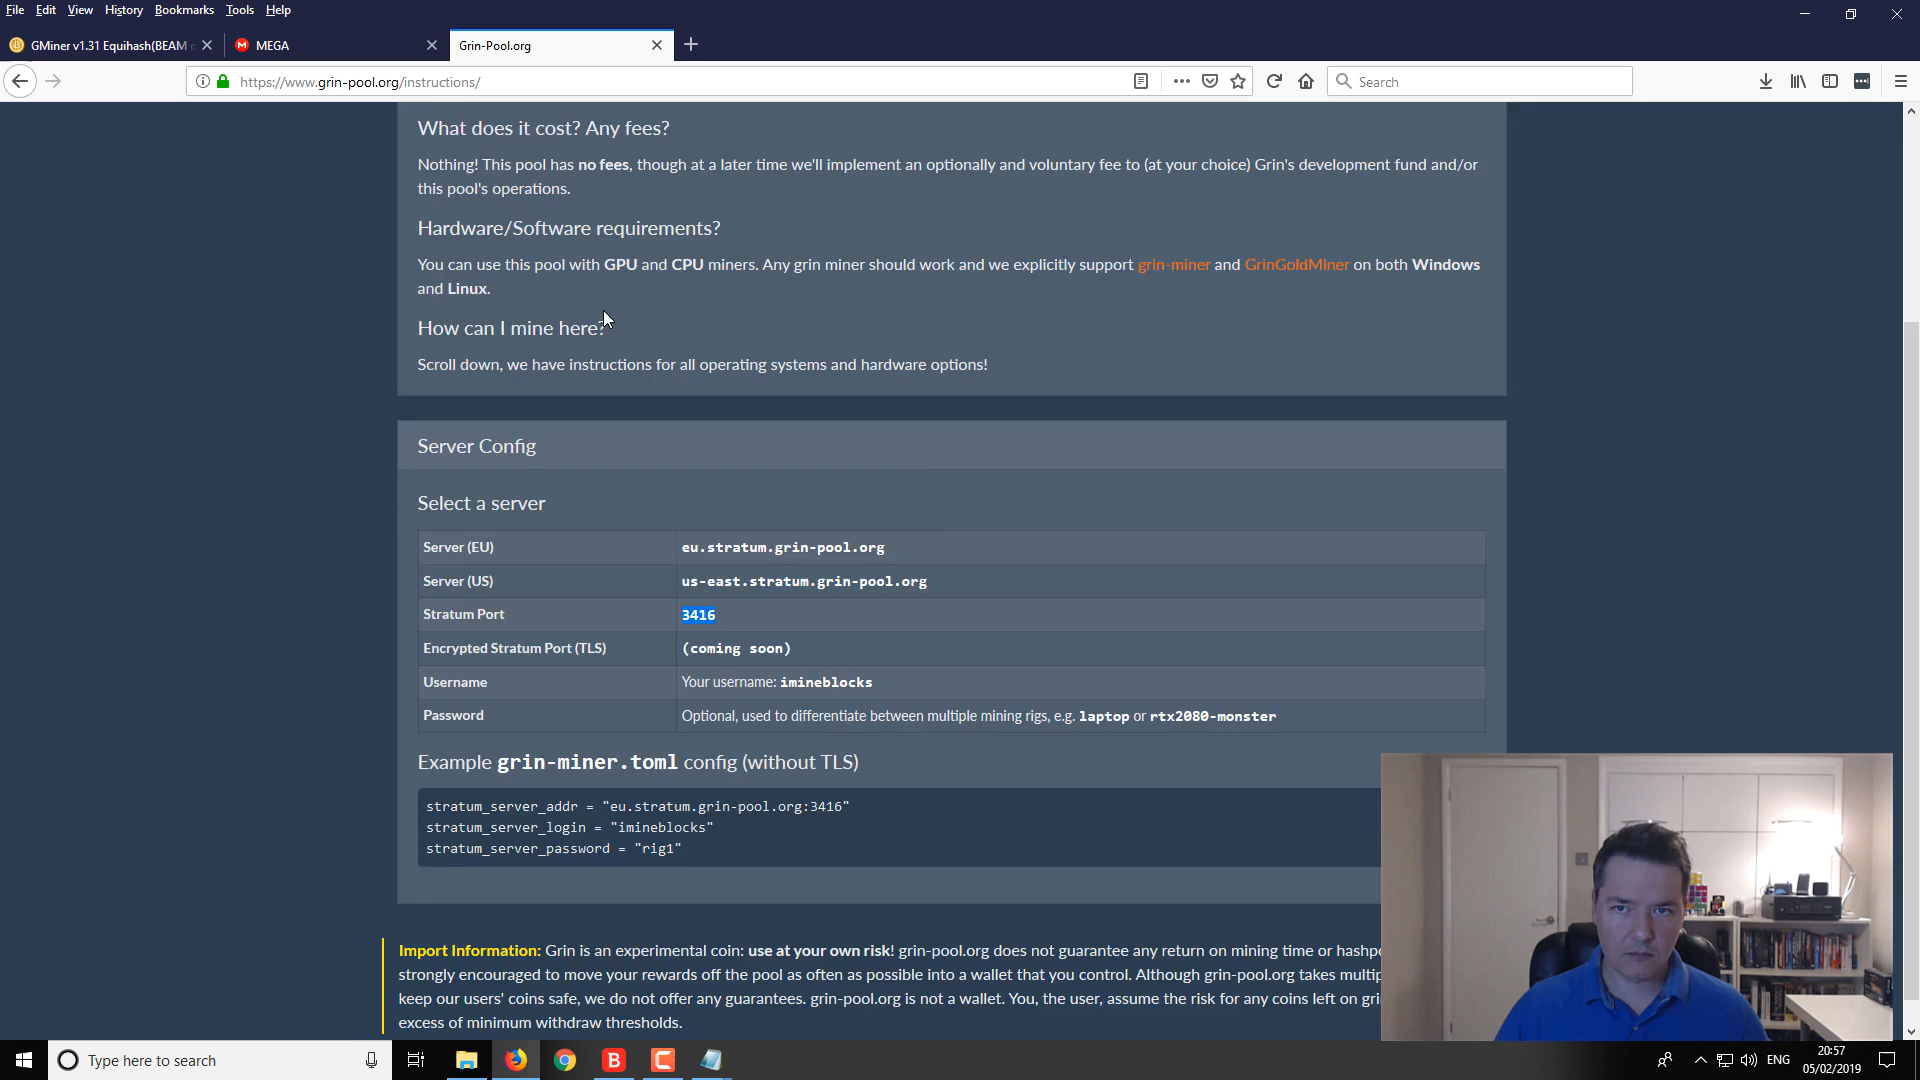 File Edit View History Bookmarks Tools Help
GMiner v1.31 Equihash(BEAM
MEGA
Grin-Pool.org
https://www.grin-pool.org/instructions/
Search
What does it cost? Any fees?
Nothing! This pool has no fees, though at a later time we'll implement an optionally and voluntary fee to (at your choice) Grin's development fund and/or
this pool's operations.
Hardware/Software requirements?
You can use this pool with GPU and CPU miners. Any grin miner should work and we explicitly support grin-miner and GrinGoldMiner on both Windows
and Linux.
How can I mine here?
Scroll down, we have instructions for all operating systems and hardware options!
Server Config
Select a server
Server (EU) eu.stratum.grin-pool.org
Server (US) us-east.stratum.grin-pool.org
Stratum Port 3416
Encrypted Stratum Port (TLS) (coming soon)
Username Your username: imineblocks
Password Optional, used to differentiate between multiple mining rigs, e.g. laptop or rtx2080-monster
Example grin-miner.toml config (without TLS)
stratum_server_addr = "eu.stratum.grin-pool.org:3416"
stratum_server_login = "imineblocks"
stratum_server_password = "rig1"
Import Information: Grin is an experimental coin: use at your own risk! grin-pool.org does not guarantee any return on mining time or
strongly encouraged to move your rewards off the pool as often as possible into a wallet that you control. Although grin-pool.org takes
keep our users' coins safe, we do not offer any guarantees. grin-pool.org is not a wallet. You, the user, assume the risk for any coins left on
excess of minimum withdraw thresholds.
Type here to search
ENG
20:57
05/02/2019